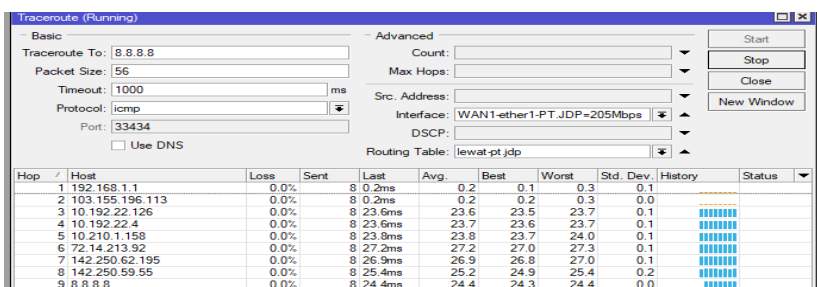 Traceroute (Running)
Basic
Traceroute To: 8.8.8.8
Packet Size: 56
Timeout: 1000 ms
Protocol: icmp
Port: 33434
Use DNS
Advanced
Count:
Max Hops:
Src. Address:
Interface: WAN1-ether1-PT.JDP=205Mbps
DSCP:
Routing Table: lewat-pt.jdp
Start
Stop
Close
New Window
Hop Host Loss Sent Last Avg. Best Worst Std. Dev. History Status
1 192.168.1.1 0.0% 8 0.2ms 0.2 0.1 0.3 0.1
2 103.155.196.113 0.0% 8 0.2ms 0.2 0.2 0.3 0.0
3 10.192.22.126 0.0% 8 23.6ms 23.6 23.5 23.7 0.1
4 10.192.22.4 0.0% 8 23.6ms 23.7 23.6 23.7 0.1
5 10.210.1.158 0.0% 8 23.8ms 23.8 23.7 24.0 0.1
6 72.14.213.92 0.0% 8 27.2ms 27.2 27.0 27.3 0.1
7 142.250.62.195 0.0% 8 26.9ms 26.9 26.8 27.0 0.1
8 142.250.59.55 0.0% 8 25.4ms 25.2 24.9 25.4 0.2
9 8.8.8.8 0.0% 8 24.4ms 24.4 24.3 24.4 0.0